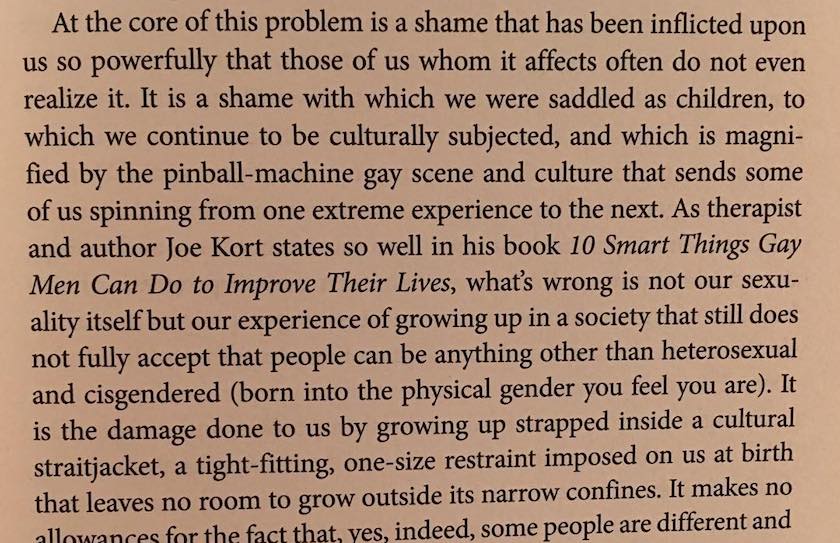 At the core of this problem is a shame that has been inflicted upon
us so powerfully that those of us whom it affects often do not even
realize it. It is a shame with which we were saddled as children, to
which we continue to be culturally subjected, and which is magni-
fied by the pinball-machine gay scene and culture that sends some
of us spinning from one extreme experience to the next. As therapist
and author Joe Kort states so well in his book 10 Smart Things Gay
Men Can Do to Improve Their Lives, what's wrong is not our sexu-
ality itself but our experience of growing up in a society that still does
not fully accept that people can be anything other than heterosexual
and cisgendered (born into the physical gender you feel you are). It
is the damage done to us by growing up strapped inside a cultural
straitjacket, a tight-fitting, one-size restraint imposed on us at birth
that leaves no room to grow outside its narrow confines. It makes no
allowances for the fact that, yes, indeed, some people are different and